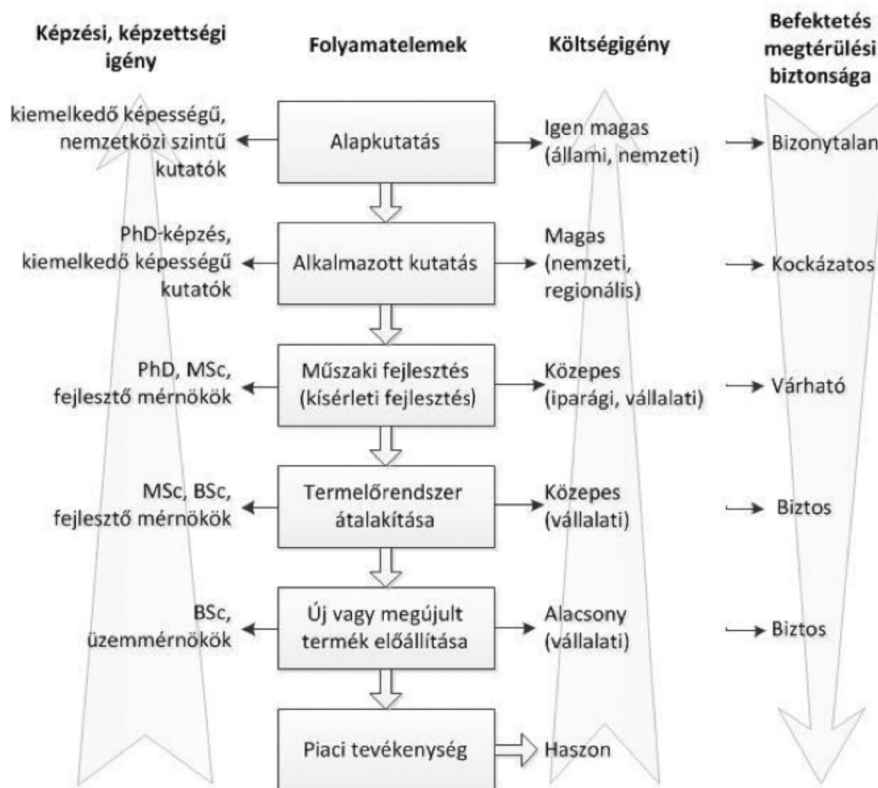 Képzési, képzettségi
igény
Folyamatelemek
Költségigény
Befektetés
megtérülési
biztonsága
kiemelkedő képességű,
nemzetközi szintű
kutatók
Alapkutatás
Igen magas
(állami, nemzeti)
Bizonytalan
PhD-képzés,
kiemelkedő képességű
kutatók
Alkalmazott kutatás
Magas
(nemzeti,
regionális)
Kockázatos
PhD, MSc,
fejlesztő mérnökök
Műszaki fejlesztés
(kísérleti fejlesztés)
Közepes
(iparági, vállalati)
Várható
MSc, BSc,
fejlesztő mérnökök
Termelőrendszer
átalakítása
Közepes
(vállalati)
Biztos
BSc,
üzemmérnökök
Új vagy megújult
termék előállítása
Alacsony
(vállalati)
Biztos
Piaci tevékenység
Haszon